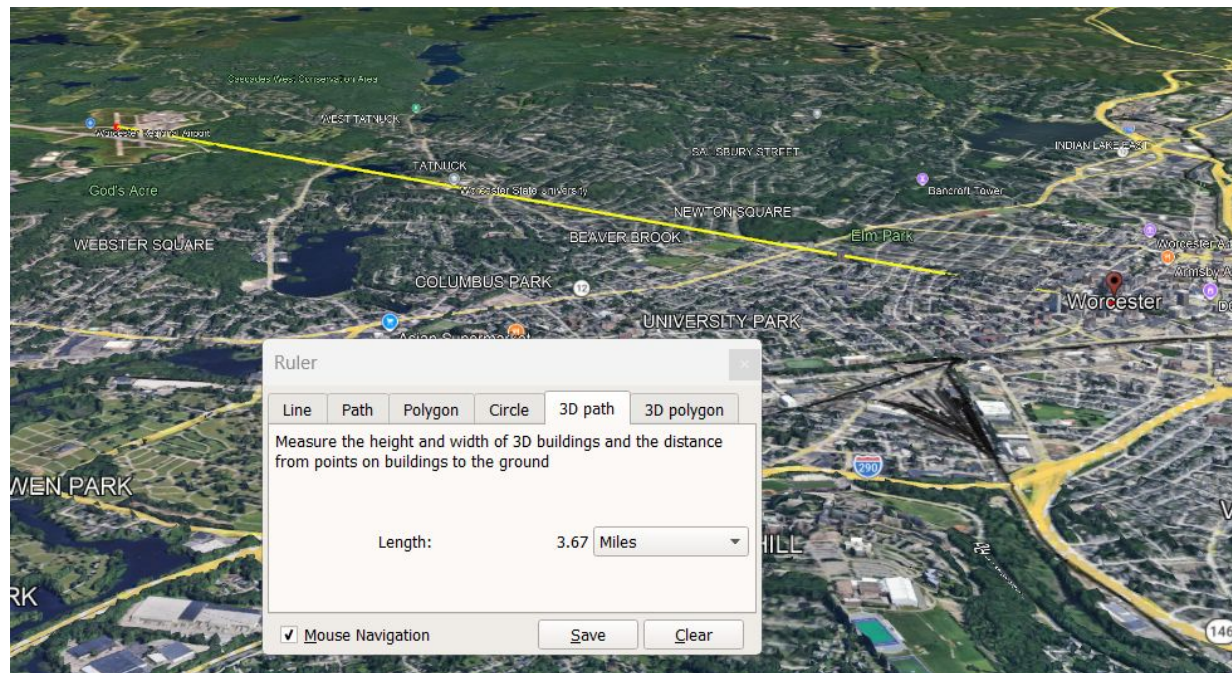 Cascades West Conservation Area
WEST TATNUCK
Worcester Regional Airport
INDIAN LAKE EAST
SALISBURY STREET
TATNUCK
God's Acre
Worcester State University
Bancroft Tower
NEWTON SQUARE
WEBSTER SQUARE
BEAVER BROOK
Elm Park
Worcester A
Armsby A
COLUMBUS PARK
12
Worcester
UNIVERSITY PARK
Asian Supermarket
Ruler
Line Path Polygon Circle 3D path 3D polygon
Measure the height and width of 3D buildings and the distance
from points on buildings to the ground
290
WEN PARK
Length: 3.67 Miles
HILL
RK
146
Mouse Navigation Save Clear